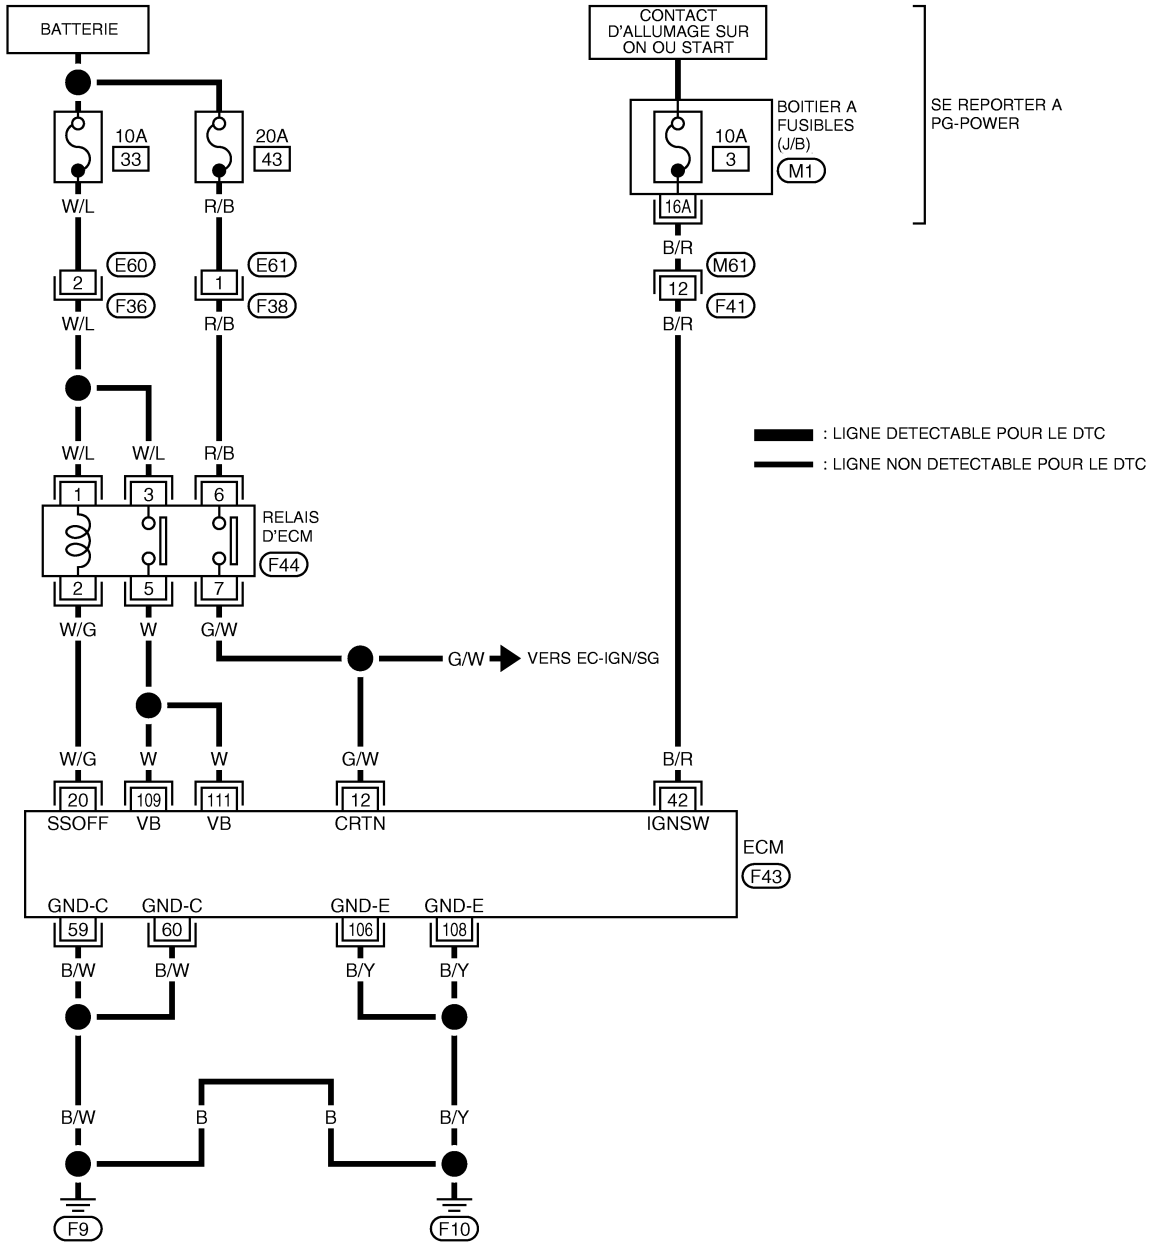 BATTERIE
CONTACT
D'ALLUMAGE SUR
ON OU START
SE REPORTER A
PG-POWER
10A
33
20A
43
10A
3
BOITIER A
FUSIBLES
(J/B)
M1
16A
W/L
R/B
B/R
2
E60
F36
1
E61
F38
12
M61
F41
W/L
R/B
B/R
: LIGNE DETECTABLE POUR LE DTC
: LIGNE NON DETECTABLE POUR LE DTC
W/L
W/L
R/B
1
3
6
RELAIS
D'ECM
F44
2
5
7
W/G
W
G/W
G/W
VERS EC-IGN/SG
W/G
W
W
G/W
B/R
20
109
111
12
42
SSOFF
VB
VB
CRTN
IGNSW
ECM
F43
GND-C
GND-C
GND-E
GND-E
59
60
106
108
B/W
B/W
B/Y
B/Y
B/W
B
B
B/Y
F9
F10